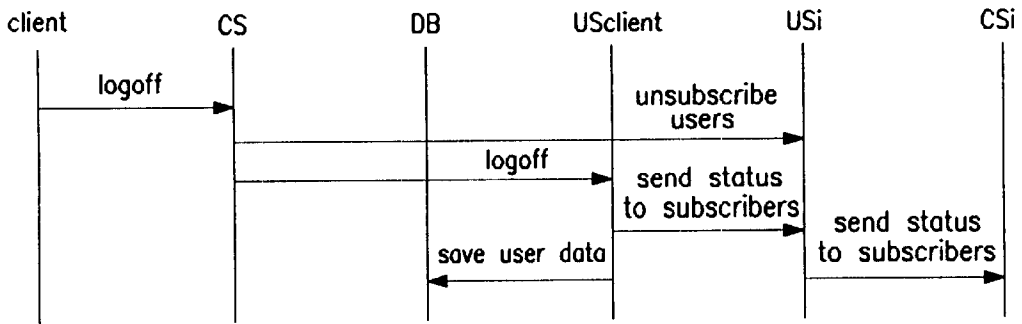 client
CS
DB
USclient
USi
CSi
logoff
unsubscribe
users
logoff
send status
to subscribers
send status
to subscribers
save user data